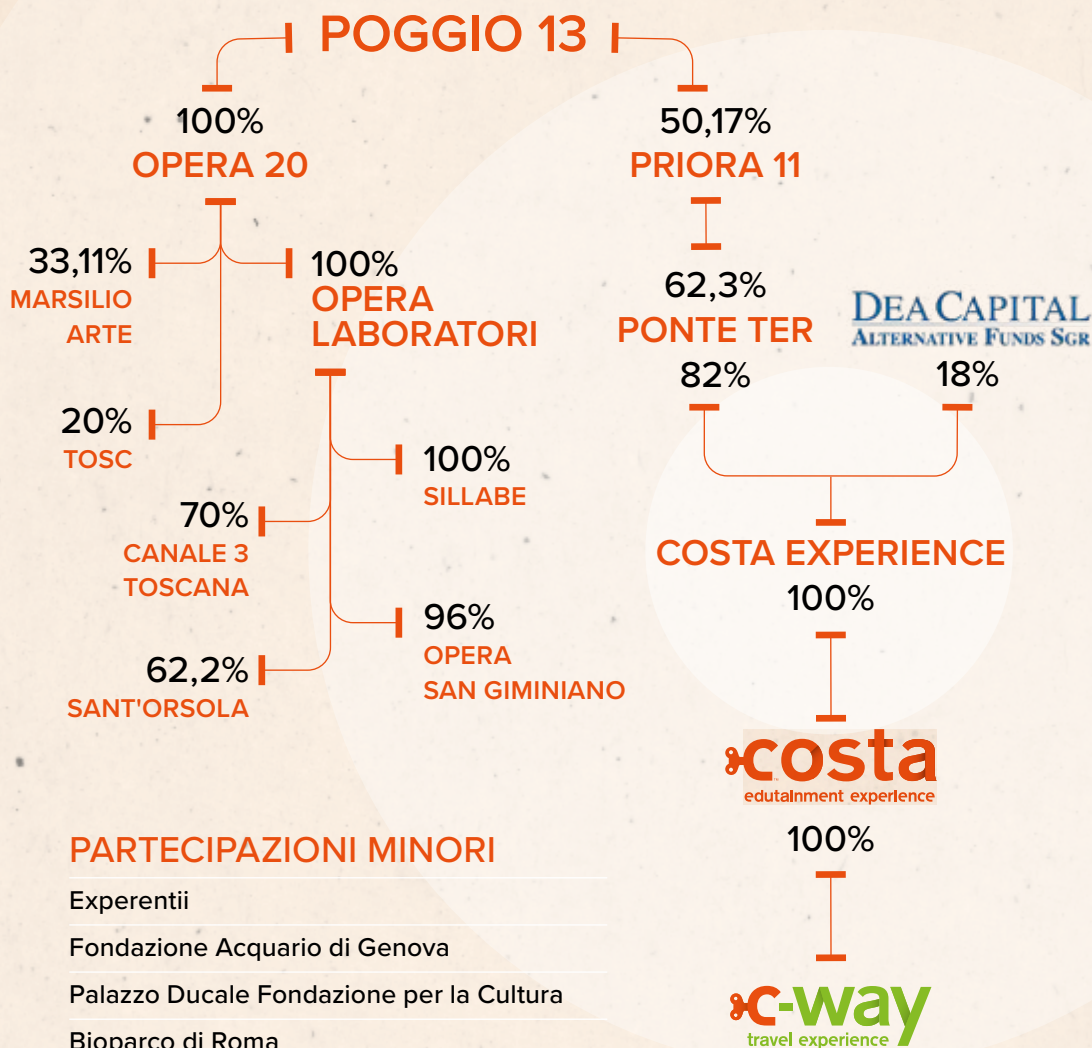 POGGIO 13
100%
OPERA 20
50,17%
PRIORA 11
33,11%
MARSILIO
ARTE
100%
OPERA
LABORATORI
20%
TOSC
100%
SILLABE
70%
CANALE 3
TOSCANA
96%
OPERA
SAN GIMINIANO
62,2%
SANT'ORSOLA
62,3%
PONTE TER
82%
DEA CAPITAL
ALTERNATIVE FUNDS SGR
18%
COSTA EXPERIENCE
100%
costa
edutainment experience
100%
c-way
travel experience
PARTECIPAZIONI MINORI
Experentii
Fondazione Acquario di Genova
Palazzo Ducale Fondazione per la Cultura
Bioparco di Roma